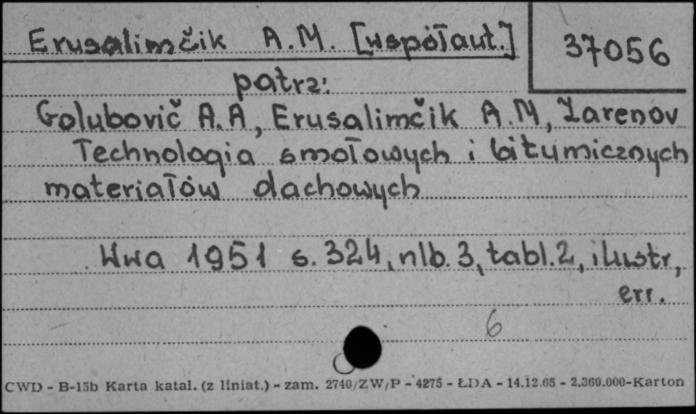 Erusalimčik A.M. [współaut.] 37056
patrz:
Golubovič A.A, Erusalimčik A.M, Żarenov
Technologia smołowych i bitumicznych
materiałów dachowych
Wwa 1951 s. 324, nlb. 3, tabl. 2, ilustr,
err.
6
CWD - B-15b Karta katal. (z liniat.) - zam. 2740/ZW/P - 4275 - ŁDA - 14.12.65 - 2.360.000-Karton